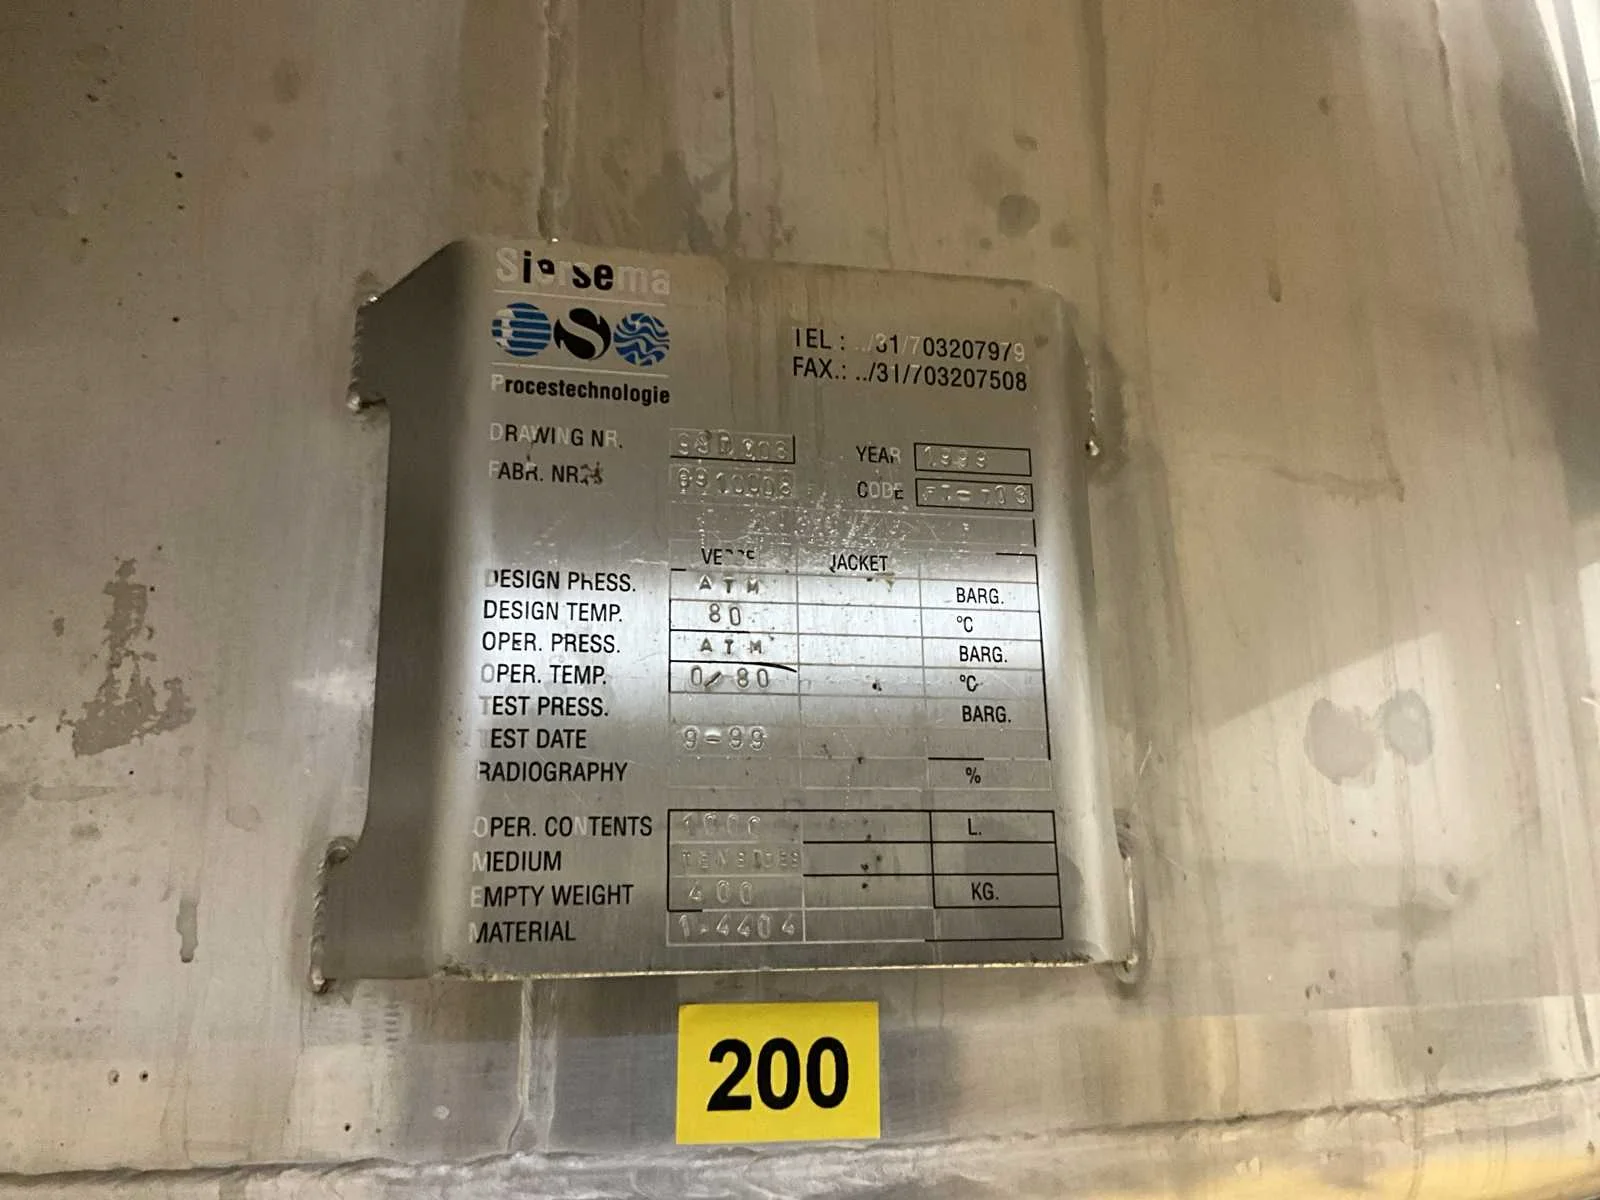 Siersema
Procestechnologie
TEL : ../31/703207979
FAX.: ../31/703207508
DRAWING NR.
YEAR 1999
FABR. NR.
CODE
VESSEL JACKET
DESIGN PRESS. ATM BARG.
DESIGN TEMP. 80 °C
OPER. PRESS. ATM BARG.
OPER. TEMP. 0/80 °C
TEST PRESS. BARG.
TEST DATE 9-99
RADIOGRAPHY %
OPER. CONTENTS 1000 L.
MEDIUM TENSIDES
EMPTY WEIGHT 400 KG.
MATERIAL 1.4404
200